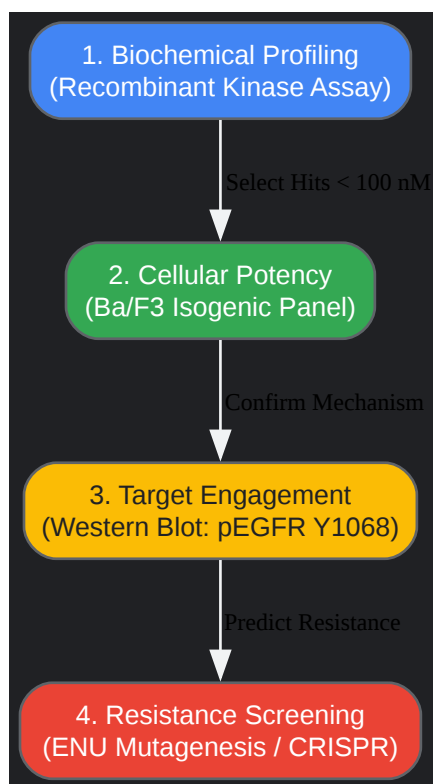 1. Biochemical Profiling
(Recombinant Kinase Assay)
Select Hits < 100 nM
2. Cellular Potency
(Ba/F3 Isogenic Panel)
Confirm Mechanism
3. Target Engagement
(Western Blot: pEGFR Y1068)
Predict Resistance
4. Resistance Screening
(ENU Mutagenesis / CRISPR)